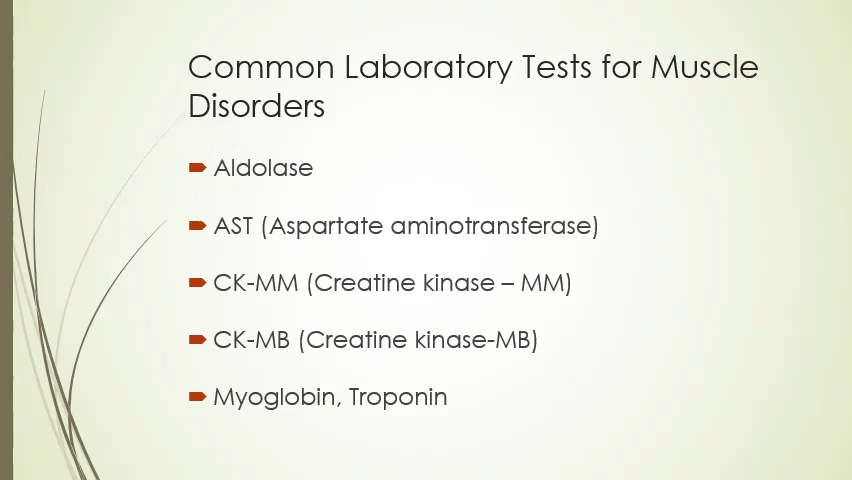 Common Laboratory Tests for Muscle
Disorders
Aldolase
AST (Aspartate aminotransferase)
CK-MM (Creatine kinase – MM)
CK-MB (Creatine kinase-MB)
Myoglobin, Troponin